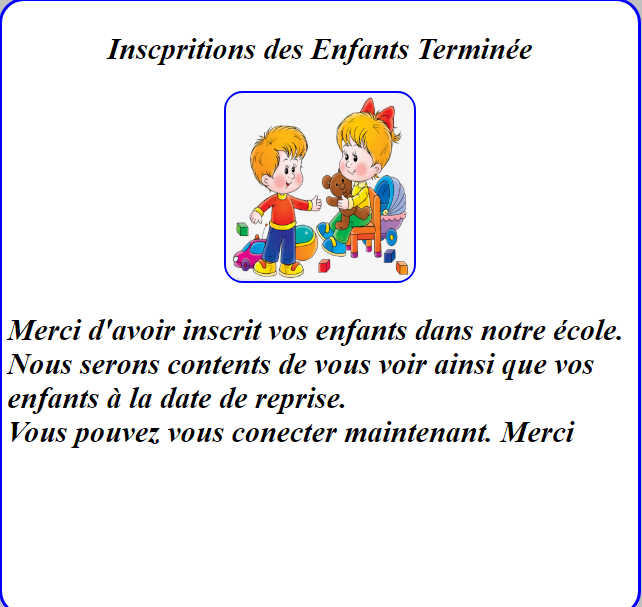 Inscpritions des Enfants Terminée
Merci d'avoir inscrit vos enfants dans notre école.
Nous serons contents de vous voir ainsi que vos
enfants à la date de reprise.
Vous pouvez vous conecter maintenant. Merci